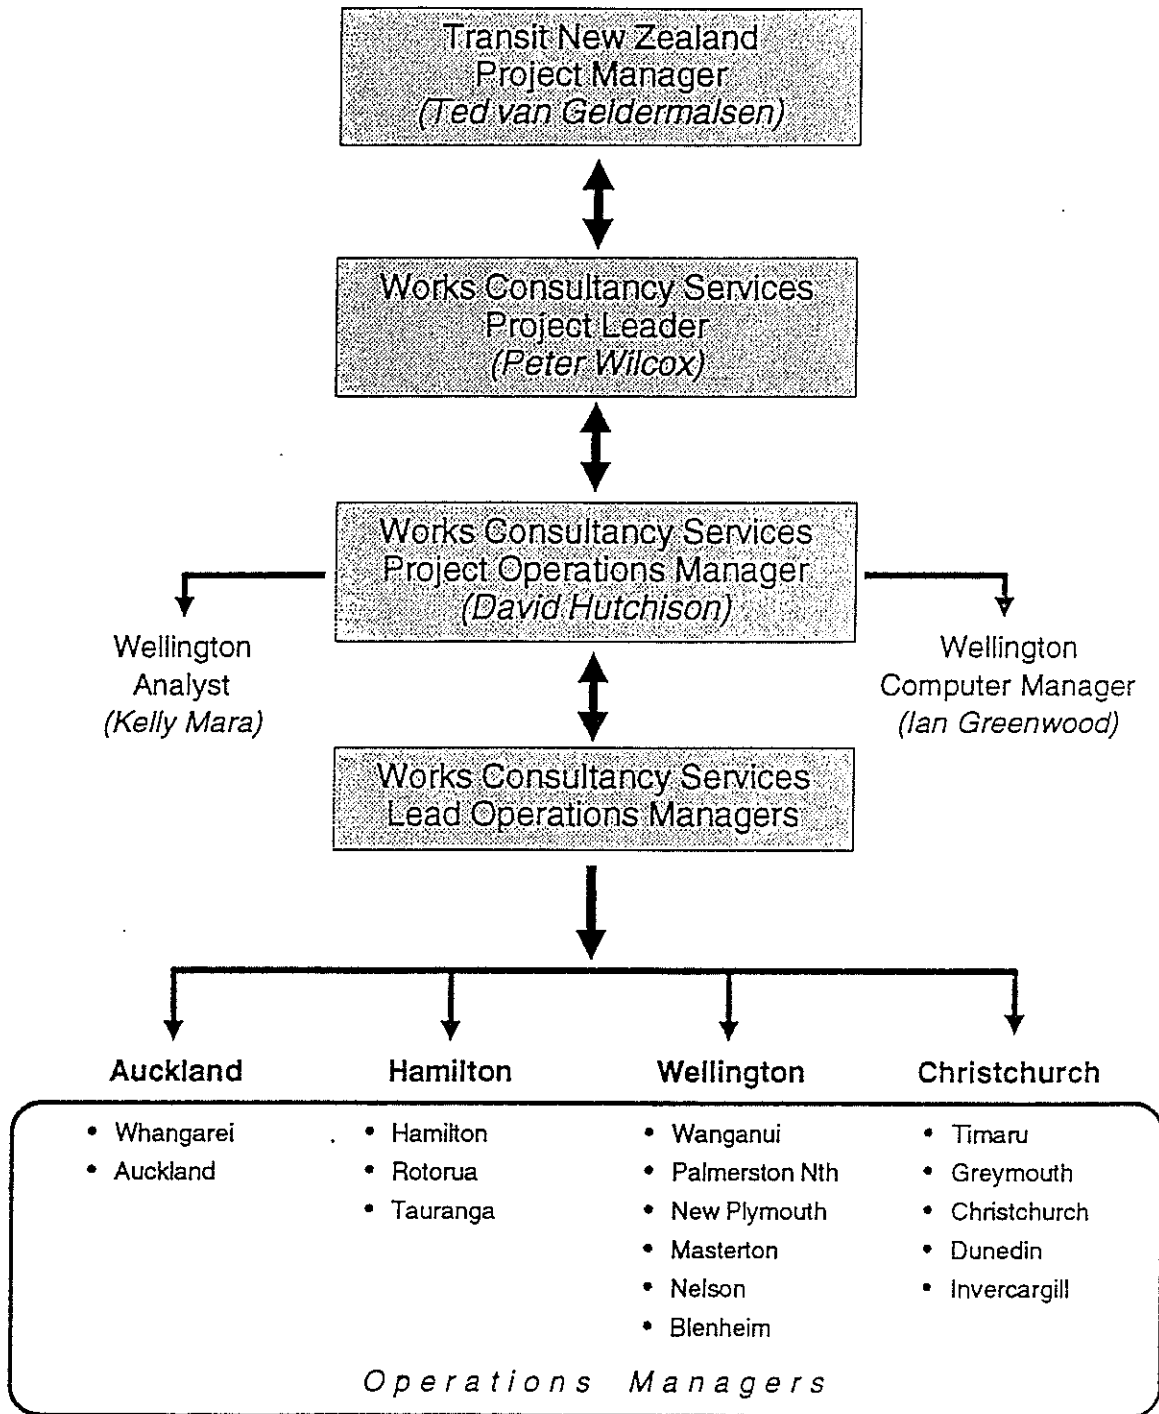 Transit New Zealand
Project Manager
(Ted van Geldermalsen)
Works Consultancy Services
Project Leader
(Peter Wilcox)
Works Consultancy Services
Project Operations Manager
(David Hutchison)
Wellington
Analyst
(Kelly Mara)
Wellington
Computer Manager
(Ian Greenwood)
Works Consultancy Services
Lead Operations Managers
Auckland
• Whangarei
• Auckland
Hamilton
• Hamilton
• Rotorua
• Tauranga
Wellington
• Wanganui
• Palmerston Nth
• New Plymouth
• Masterton
• Nelson
• Blenheim
Christchurch
• Timaru
• Greymouth
• Christchurch
• Dunedin
• Invercargill
Operations Managers